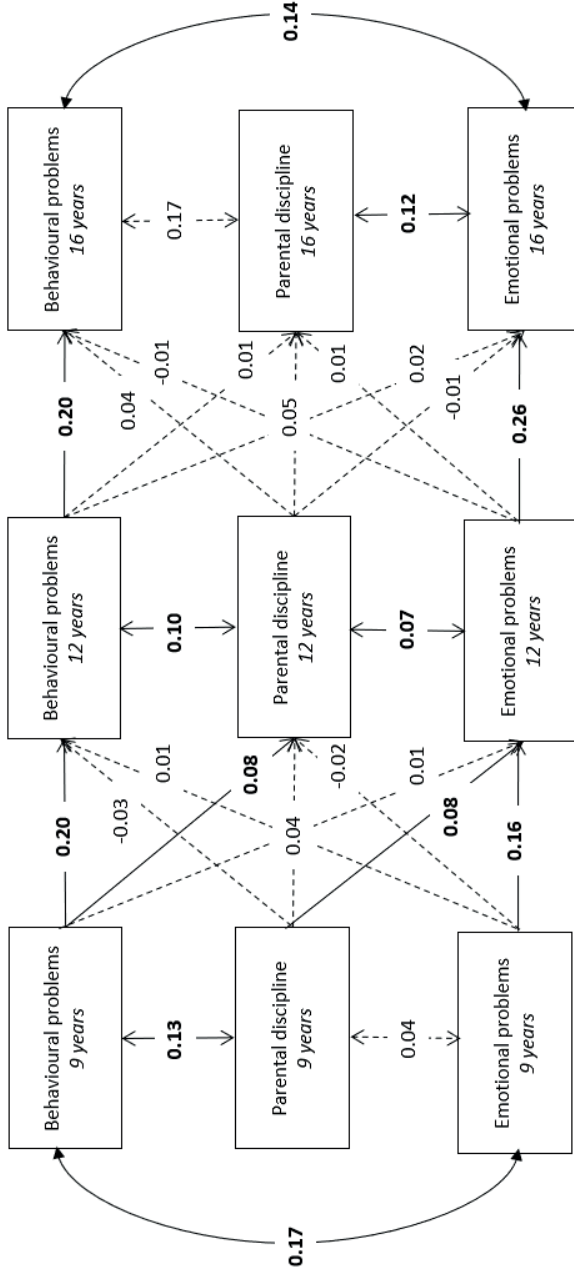 Behavioural problems
9 years
Behavioural problems
12 years
Behavioural problems
16 years
0.20
0.20
-0.03
0.01
0.04
-0.01
0.13
0.10
0.17
0.08
0.01
0.17
Parental discipline
9 years
0.04
Parental discipline
12 years
0.05
Parental discipline
16 years
0.14
-0.02
0.01
0.04
0.07
0.12
0.08
0.01
-0.01
0.02
Emotional problems
9 years
0.16
Emotional problems
12 years
0.26
Emotional problems
16 years